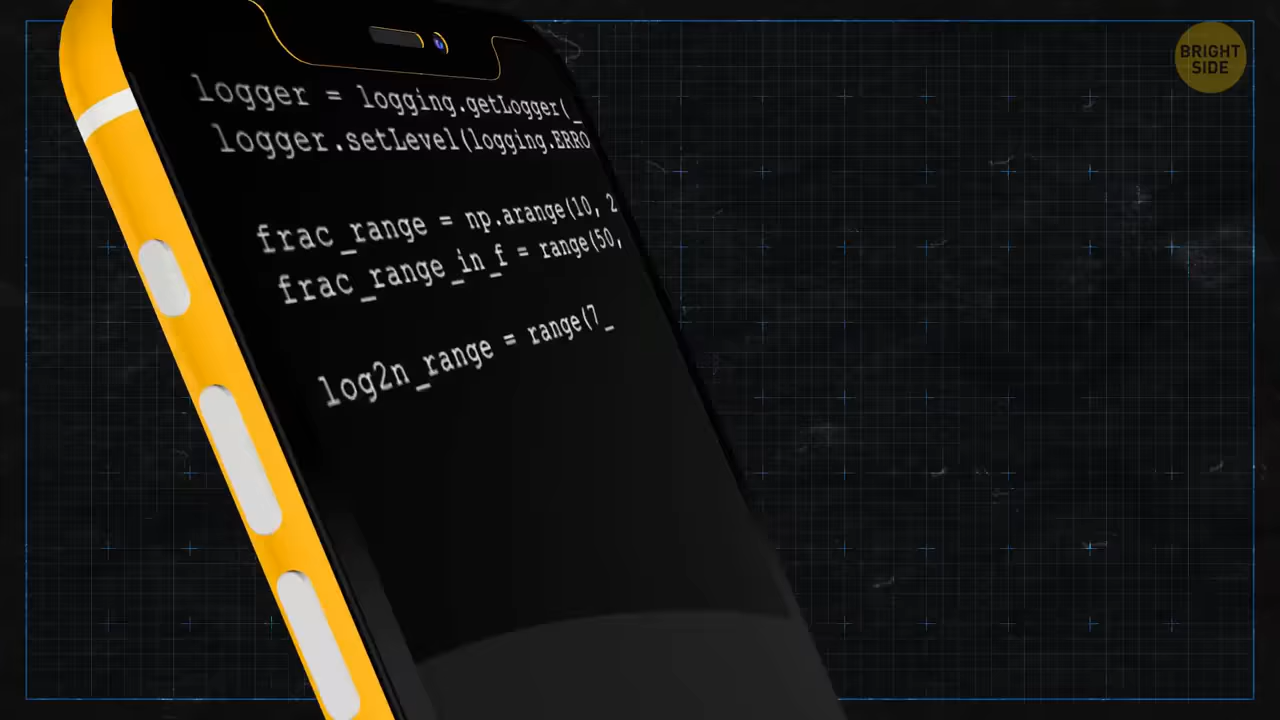 BRIGHT
SIDE
logger = logging.getLogger(_
logger.setLevel(logging.ERRO
frac_range = np.arange(10, 2
frac_range_in_f = range(50,
log2n_range = range(7_